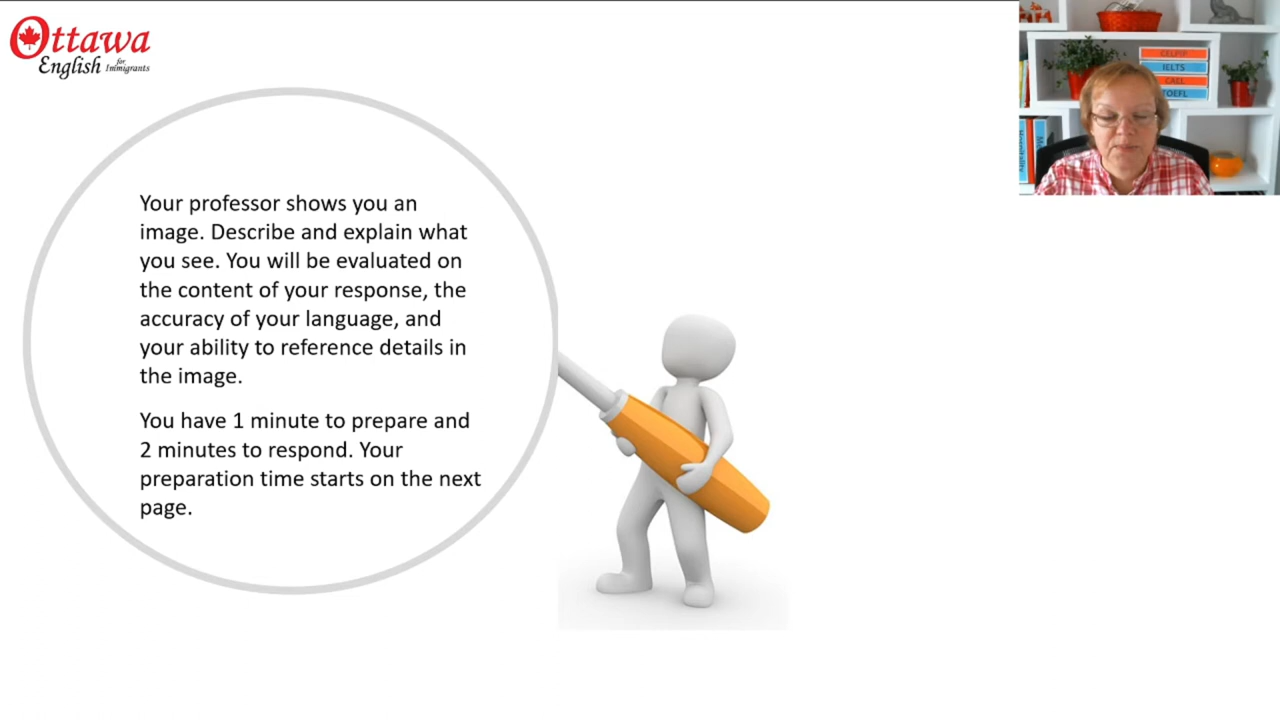 Ottawa
English for Immigrants
CELPIP
IELTS
CAEL
TOEFL
Your professor shows you an
image. Describe and explain what
you see. You will be evaluated on
the content of your response, the
accuracy of your language, and
your ability to reference details in
the image.
You have 1 minute to prepare and
2 minutes to respond. Your
preparation time starts on the next
page.